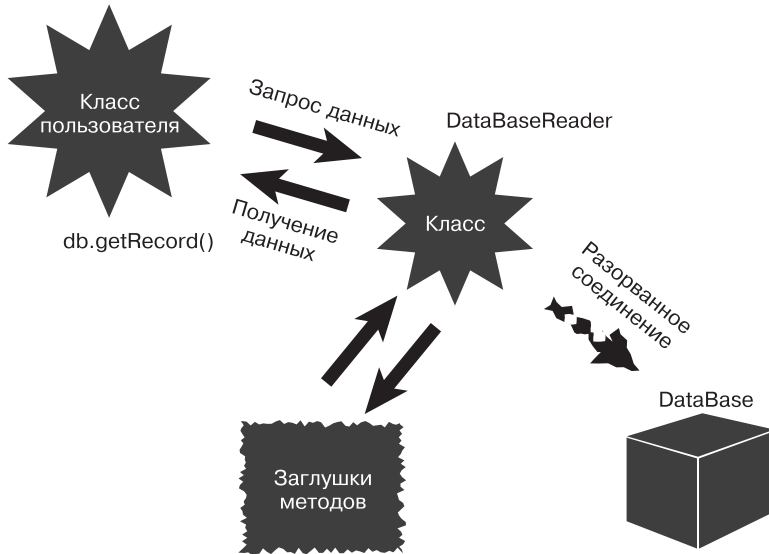 Класс
пользователя
Запрос данных
DataBaseReader
Получение
данных
db.getRecord()
Класс
Разорванное
соединение
DataBase
Заглушки
методов